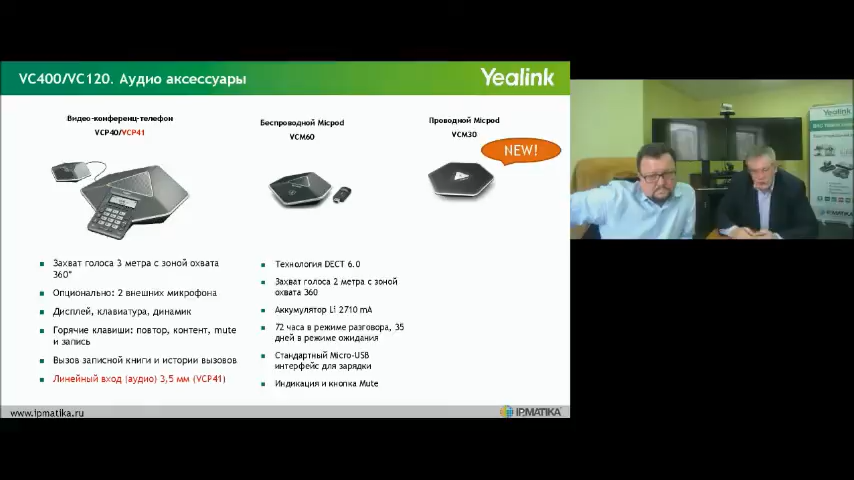 VC400/VC120. Аудио аксессуары
Yealink
Видео-конференц-телефон
VCP40/VCP41
Беспроводной Micpod
VCM60
Проводной Micpod
VCM30
NEW!
Захват голоса 3 метра с зоной охвата
360°
Опционально: 2 внешних микрофона
Дисплей, клавиатура, динамик
Горячие клавиши: повтор, контент, mute
и запись
Вызов записной книги и истории вызовов
Линейный вход (аудио) 3,5 мм (VCP41)
Технология DECT 6.0
Захват голоса 2 метра с зоной
охвата 360
Аккумулятор Li 2710 mA
72 часа в режиме разговора, 35
дней в режиме ожидания
Стандартный Micro-USB
интерфейс для зарядки
Индикация и кнопка Mute
www.ipmatika.ru
IPMATIKA
Yealink
IPMATIKA